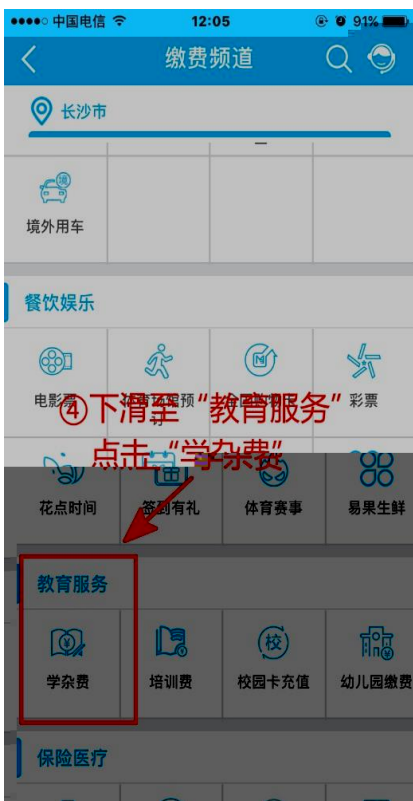 中国电信 12:05 91%
缴费频道
长沙市
境外用车
餐饮娱乐
电影票 彩票
④下滑至“教育服务”
点击“学杂费”
花点时间 签到有礼 体育赛事 易果生鲜
教育服务
学杂费 培训费 校园卡充值 幼儿园缴费
保险医疗